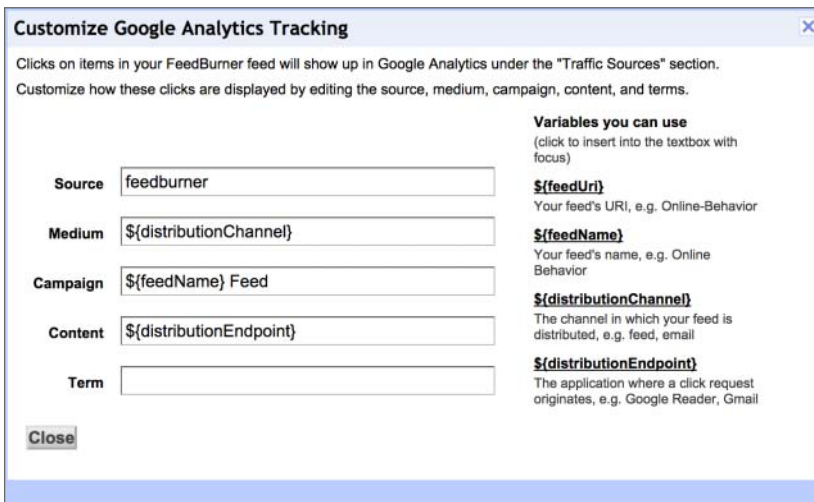 Customize Google Analytics Tracking
Clicks on items in your FeedBurner feed will show up in Google Analytics under the "Traffic Sources" section.
Customize how these clicks are displayed by editing the source, medium, campaign, content, and terms.
Source feedburner
Medium ${distributionChannel}
Campaign ${feedName} Feed
Content ${distributionEndpoint}
Term
Close
Variables you can use
(click to insert into the textbox with
focus)
${feedUri}
Your feed's URI, e.g. Online-Behavior
${feedName}
Your feed's name, e.g. Online
Behavior
${distributionChannel}
The channel in which your feed is
distributed, e.g. feed, email
${distributionEndpoint}
The application where a click request
originates, e.g. Google Reader, Gmail